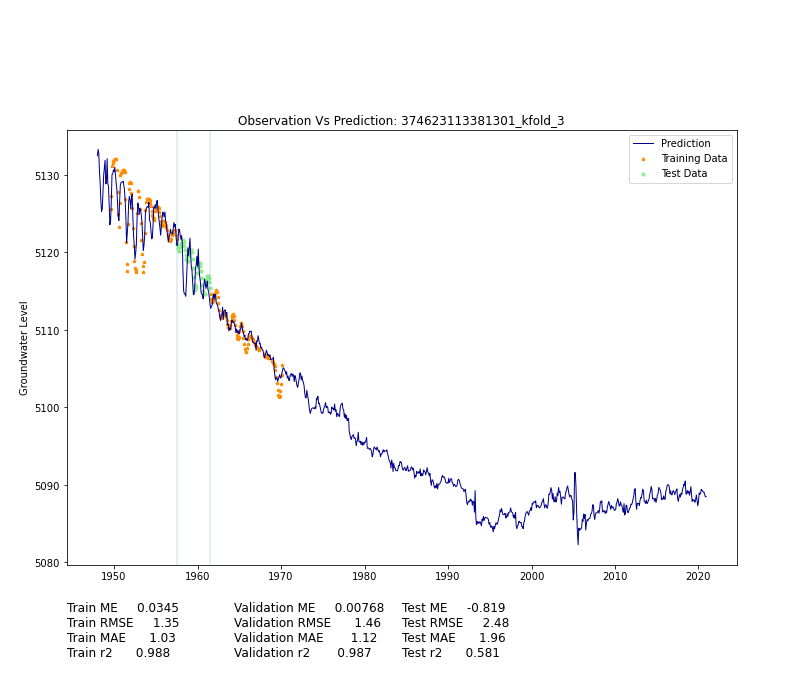 Observation Vs Prediction: 374623113381301_kfold_3
Prediction
Training Data
Test Data
Groundwater Level
5130
5120
5110
5100
5090
5080
1950 1960 1970 1980 1990 2000 2010 2020
Train ME 0.0345 Validation ME 0.00768 Test ME -0.819
Train RMSE 1.35 Validation RMSE 1.46 Test RMSE 2.48
Train MAE 1.03 Validation MAE 1.12 Test MAE 1.96
Train r2 0.988 Validation r2 0.987 Test r2 0.581